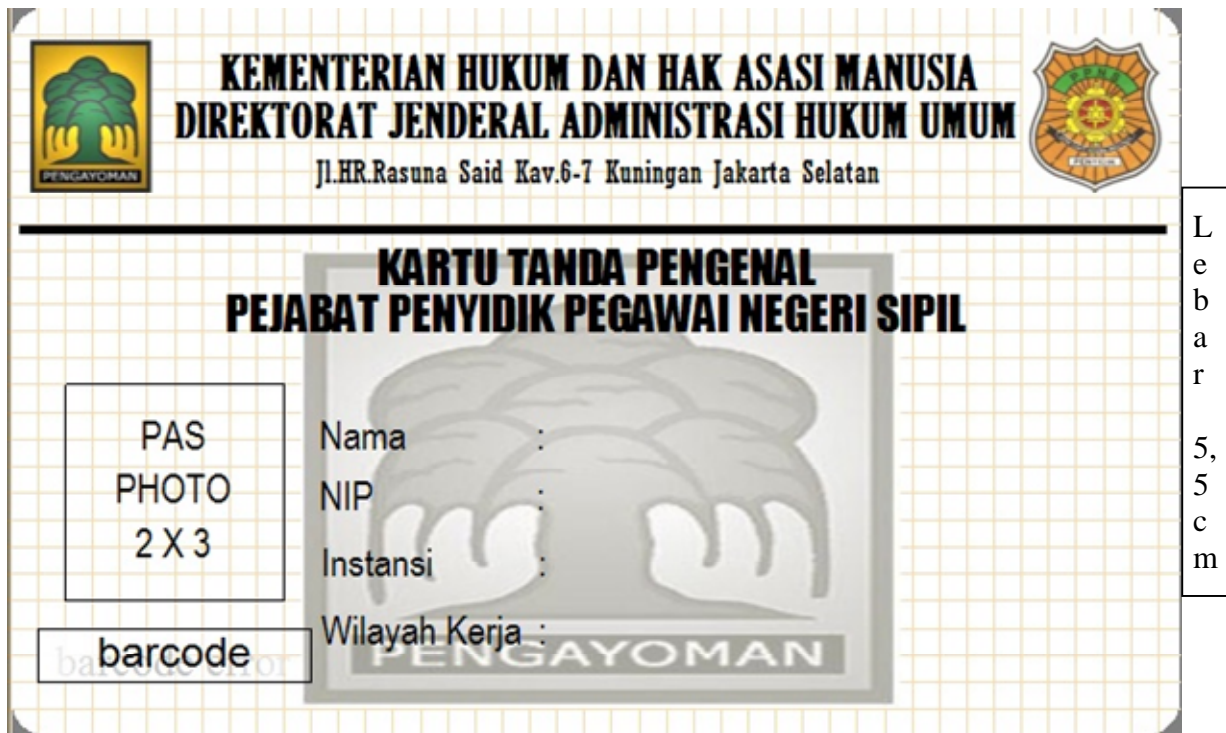 KEMENTERIAN HUKUM DAN HAK ASASI MANUSIA
DIREKTORAT JENDERAL ADMINISTRASI HUKUM UMUM
Jl.HR.Rasuna Said Kav.6-7 Kuningan Jakarta Selatan
PENGAYOMAN
PPNS
PENYIDIK
KARTU TANDA PENGENAL
PEJABAT PENYIDIK PEGAWAI NEGERI SIPIL
PAS
PHOTO
2 X 3
Nama :
NIP :
Instansi :
Wilayah Kerja :
barcode
barcode error
PENGAYOMAN
Lebar 5,5 cm